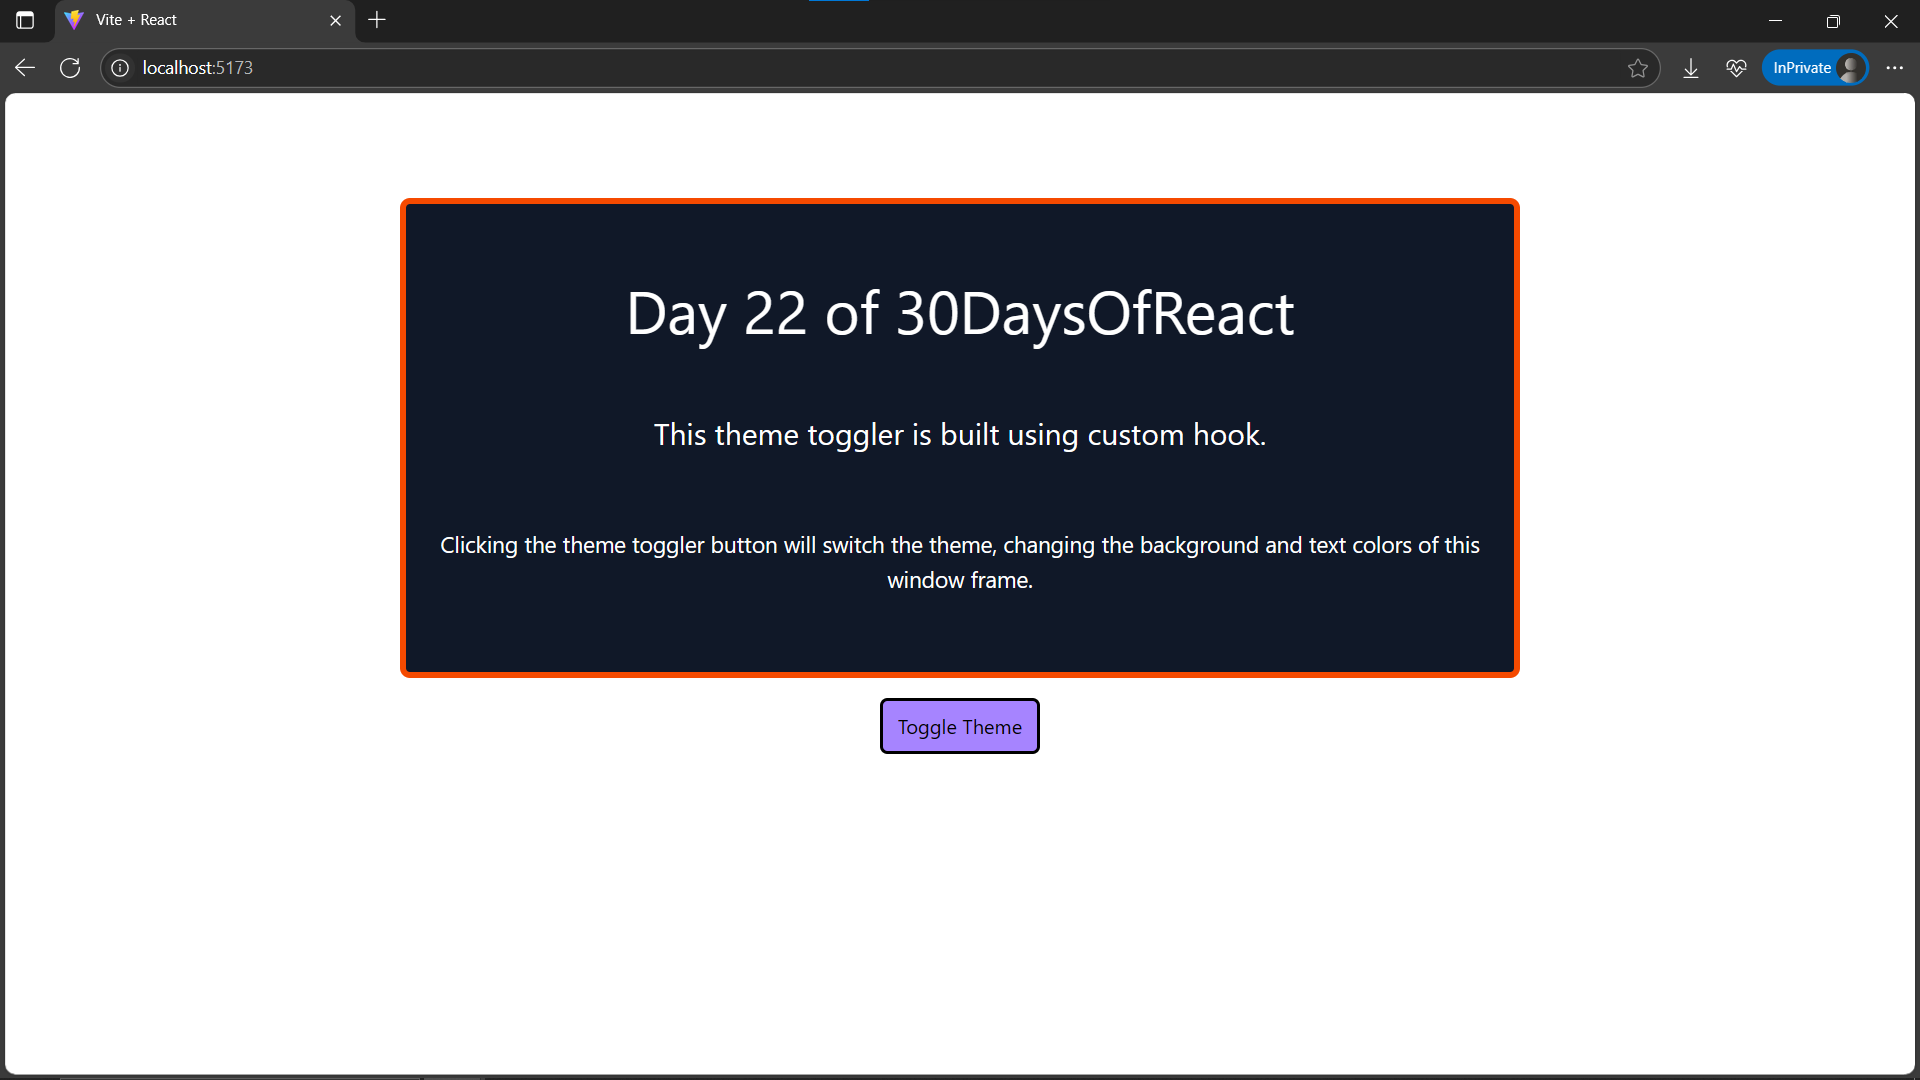 Vite + React
localhost:5173
InPrivate
Day 22 of 30DaysOfReact
This theme toggler is built using custom hook.
Clicking the theme toggler button will switch the theme, changing the background and text colors of this
window frame.
Toggle Theme